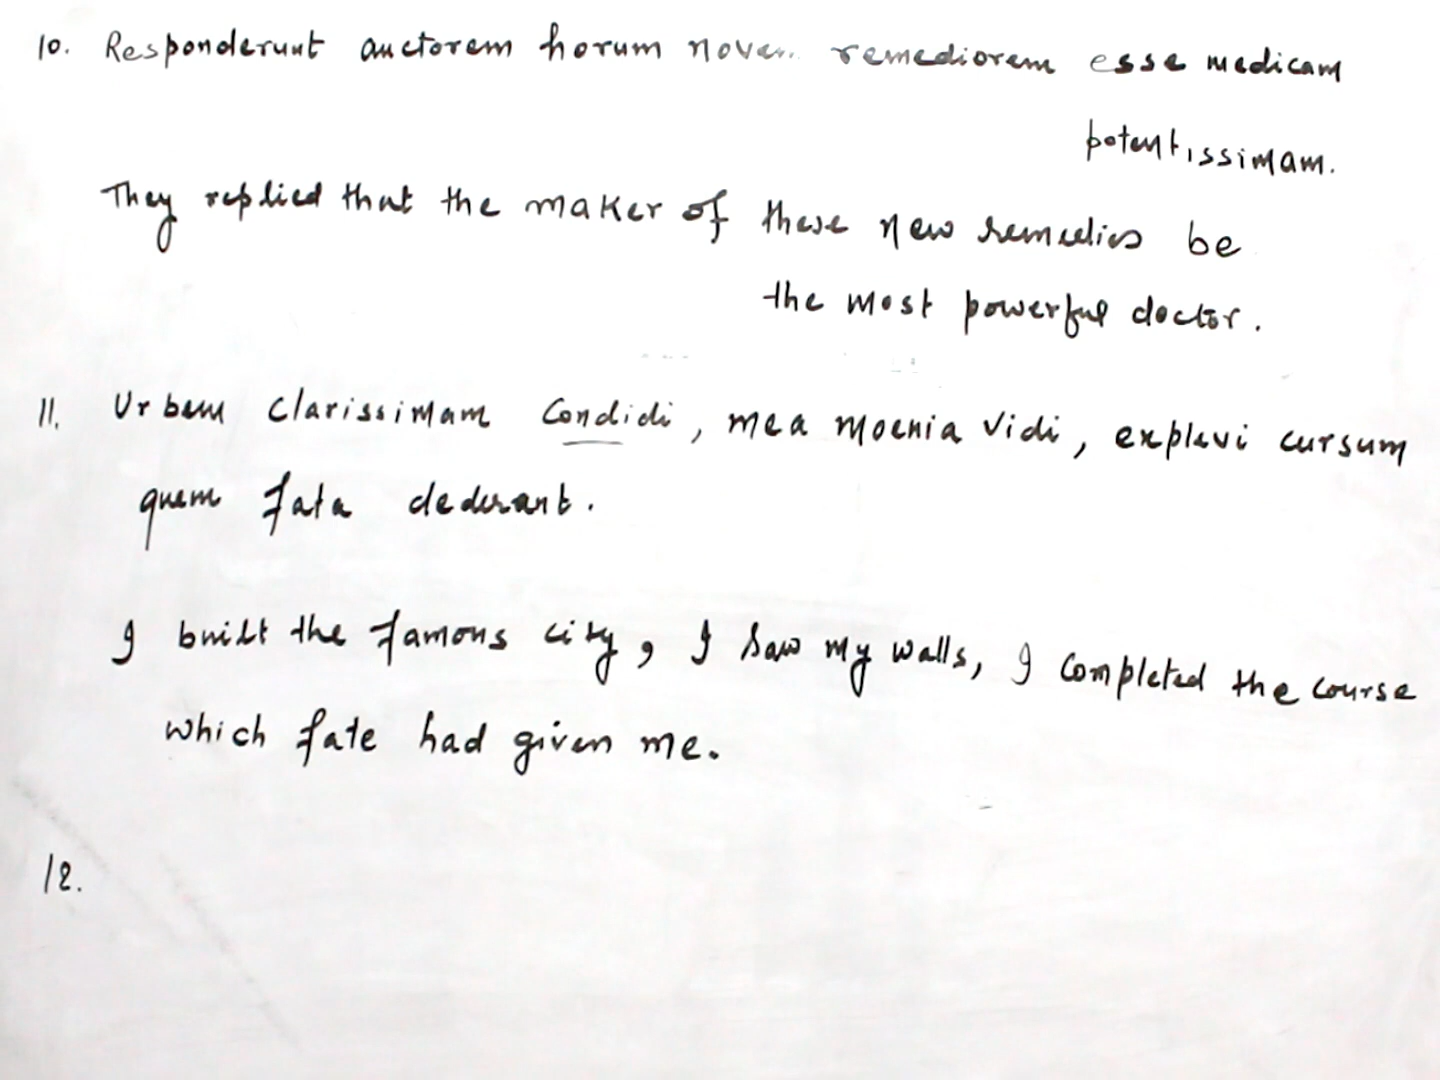 10. Responderunt auctorem horum remediorem esse medicam
potentissimam.
They replied that the maker of these new remedies be
the most powerful doctor.
11. Urbem clarissimam condidi, mea moenia vidi, explevi cursum
quem fata dederant.
I built the famous city, I saw my walls, I completed the course
which fate had given me.
12.